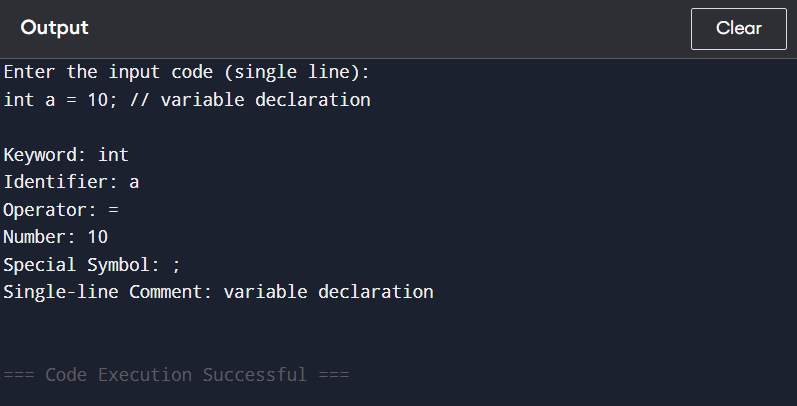 Output
Clear
Enter the input code (single line):
int a = 10; // variable declaration
Keyword: int
Identifier: a
Operator: =
Number: 10
Special Symbol: ;
Single-line Comment: variable declaration
=== Code Execution Successful ===